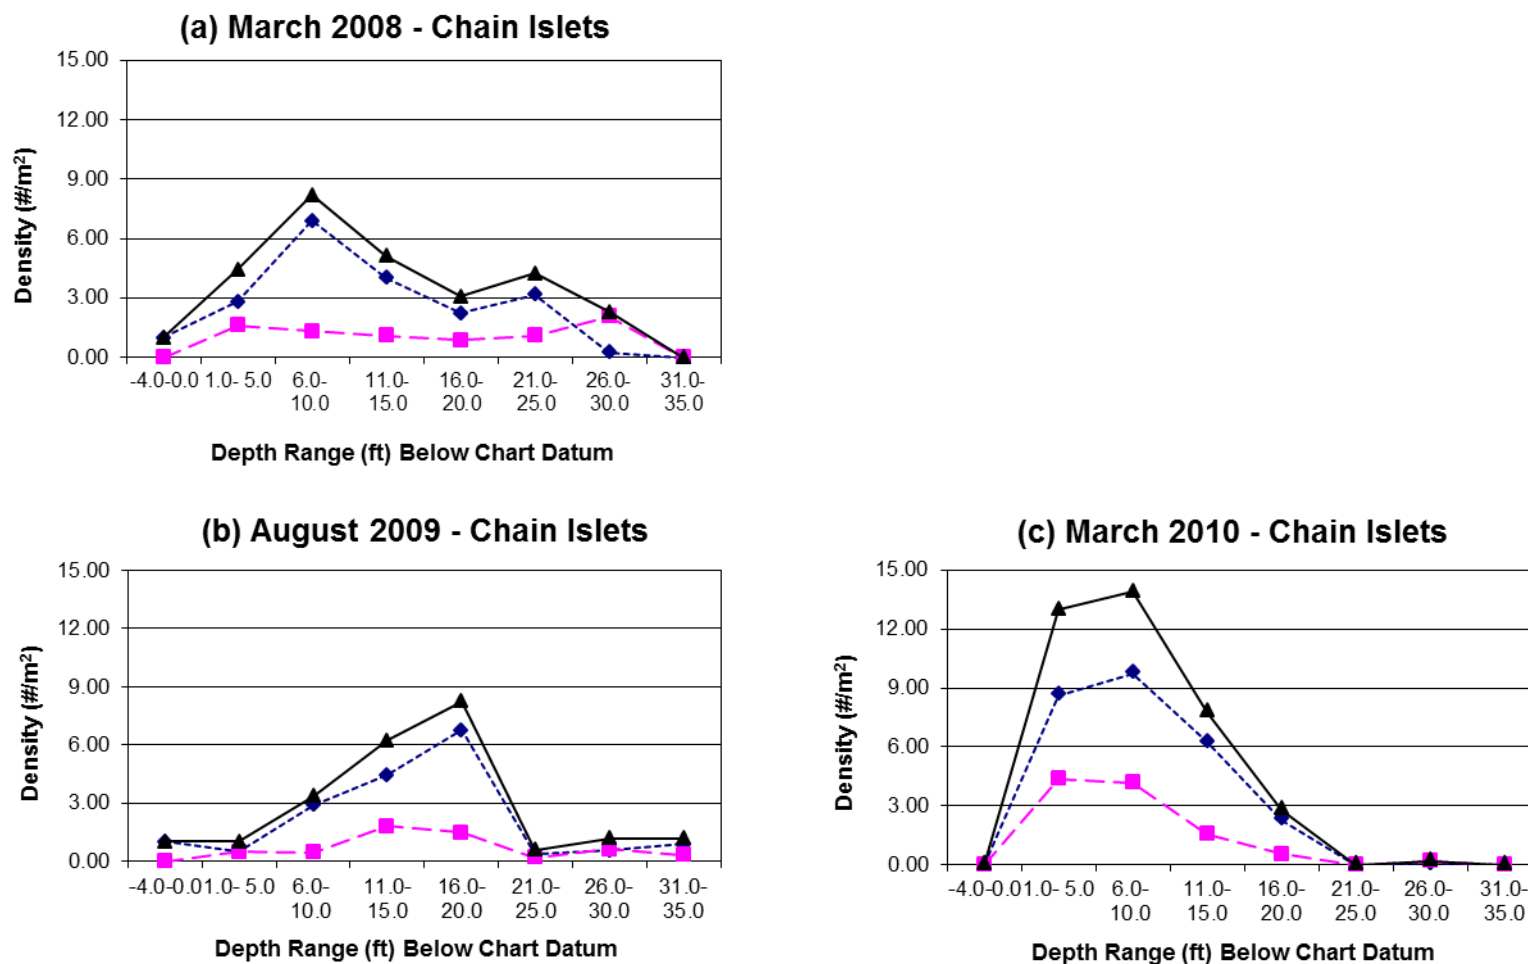 (a) March 2008 - Chain Islets
15.00
12.00
9.00
6.00
3.00
0.00
Density (#/m²)
-4.0-0.0 1.0- 5.0 6.0- 11.0- 16.0- 21.0- 26.0- 31.0-
10.0 15.0 20.0 25.0 30.0 35.0
Depth Range (ft) Below Chart Datum
(b) August 2009 - Chain Islets
15.00
12.00
9.00
6.00
3.00
0.00
Density (#/m²)
-4.0-0.0 1.0- 5.0 6.0- 11.0- 16.0- 21.0- 26.0- 31.0-
10.0 15.0 20.0 25.0 30.0 35.0
Depth Range (ft) Below Chart Datum
(c) March 2010 - Chain Islets
15.00
12.00
9.00
6.00
3.00
0.00
Density (#/m²)
-4.0-0.0 1.0- 5.0 6.0- 11.0- 16.0- 21.0- 26.0- 31.0-
10.0 15.0 20.0 25.0 30.0 35.0
Depth Range (ft) Below Chart Datum